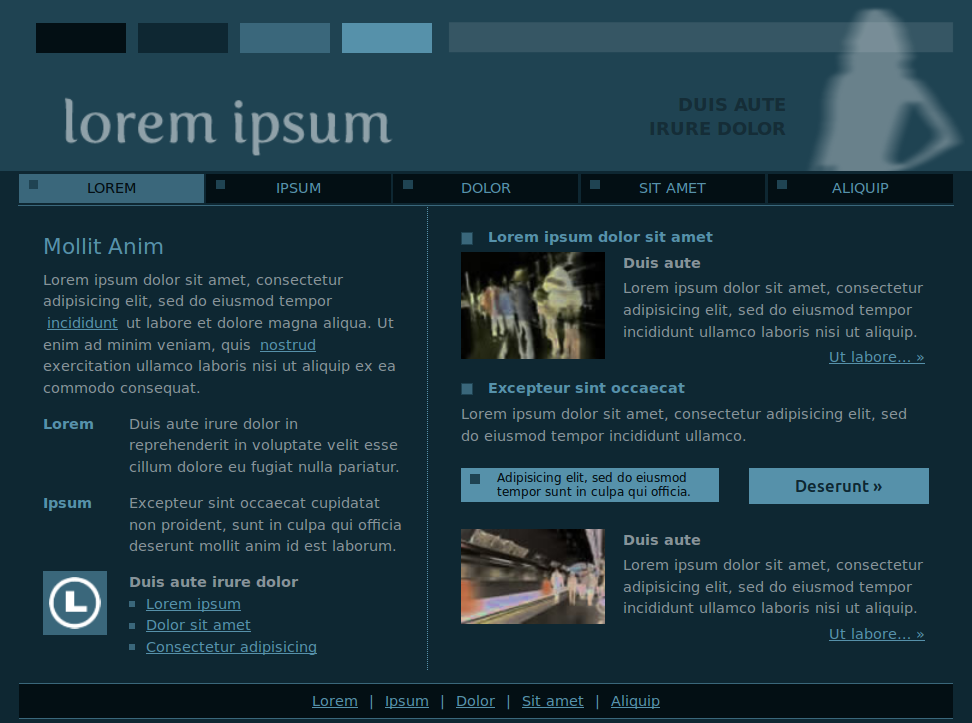 lorem ipsum
DUIS AUTE
IRURE DOLOR
LOREM
IPSUM
DOLOR
SIT AMET
ALIQUIP
Mollit Anim
Lorem ipsum dolor sit amet, consectetur
adipisicing elit, sed do eiusmod tempor
incididunt ut labore et dolore magna aliqua. Ut
enim ad minim veniam, quis nostrud
exercitation ullamco laboris nisi ut aliquip ex ea
commodo consequat.
Lorem
Duis aute irure dolor in
reprehenderit in voluptate velit esse
cillum dolore eu fugiat nulla pariatur.
Ipsum
Excepteur sint occaecat cupidatat
non proident, sunt in culpa qui officia
deserunt mollit anim id est laborum.
L
Duis aute irure dolor
Lorem ipsum
Dolor sit amet
Consectetur adipisicing
Lorem ipsum dolor sit amet
Duis aute
Lorem ipsum dolor sit amet, consectetur
adipisicing elit, sed do eiusmod tempor
incididunt ullamco laboris nisi ut aliquip.
Ut labore... »
Excepteur sint occaecat
Lorem ipsum dolor sit amet, consectetur adipisicing elit, sed
do eiusmod tempor incididunt ullamco.
Adipisicing elit, sed do eiusmod
tempor sunt in culpa qui officia.
Deserunt »
Duis aute
Lorem ipsum dolor sit amet, consectetur
adipisicing elit, sed do eiusmod tempor
incididunt ullamco laboris nisi ut aliquip.
Ut labore... »
Lorem | Ipsum | Dolor | Sit amet | Aliquip